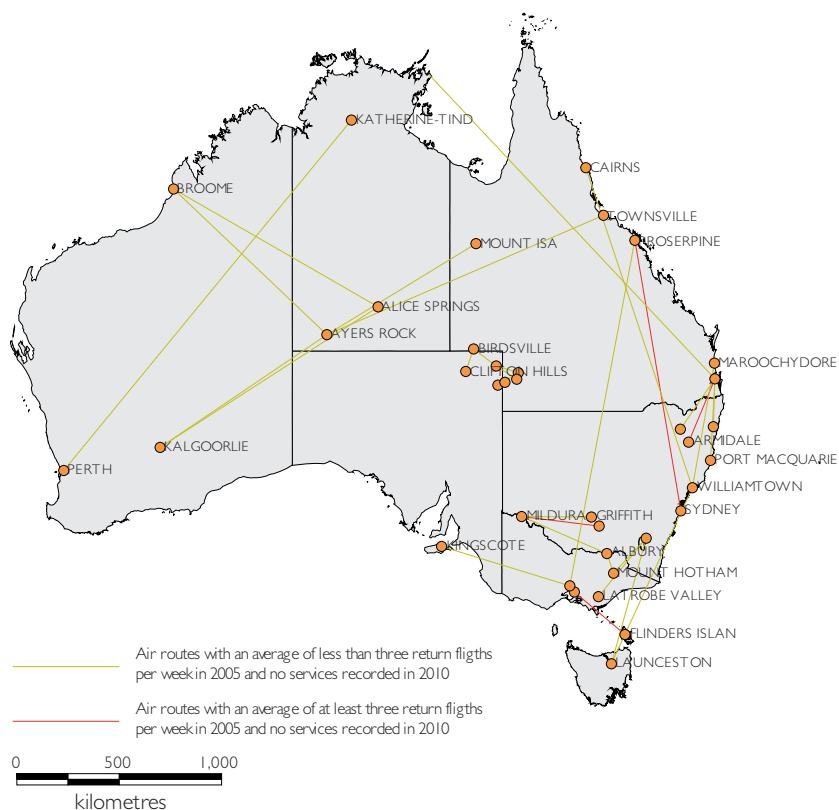 KATHERINE-TIND
CAIRNS
BROOME
TOWNSVILLE
PROSERPINE
MOUNT ISA
ALICE SPRINGS
AYERS ROCK
BIRDSVILLE
MAROOCHYDORE
CLIFTON HILLS
ARMIDALE
KALGOORLIE
PORT MACQUARIE
PERTH
WILLIAMTOWN
SYDNEY
MILDURA
GRIFFITH
KINGSCOTE
ALBURY
MOUNT HOTHAM
LATROBE VALLEY
FLINDERS ISLAN
LAUNCESTON
Air routes with an average of less than three return fligths
per week in 2005 and no services recorded in 2010
Air routes with an average of at least three return fligths
per week in 2005 and no services recorded in 2010
0 500 1,000
kilometres